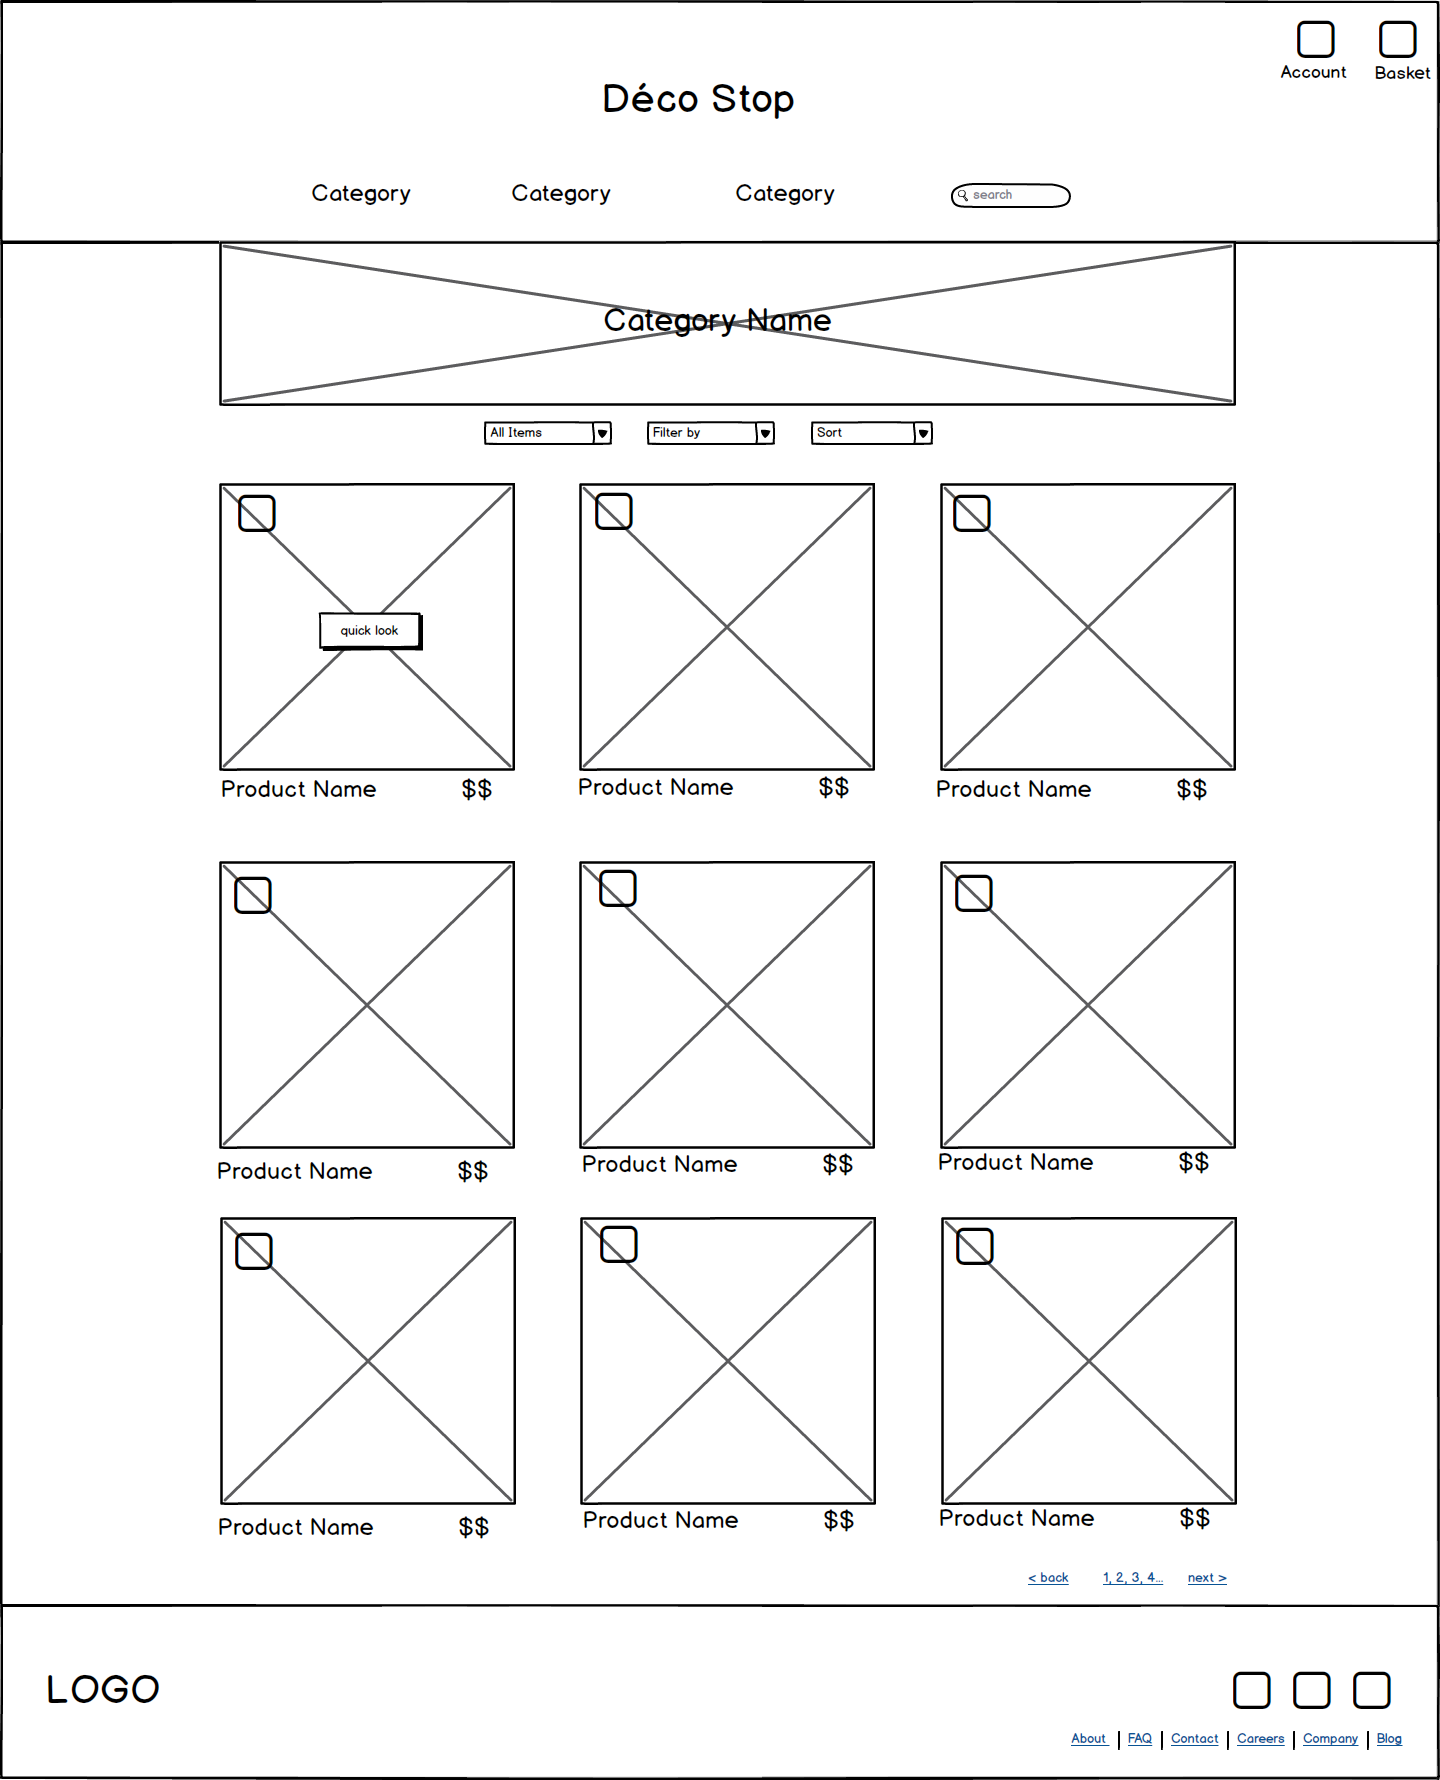 Account Basket
Déco Stop
Category Category Category search
Category Name
All Items Filter by Sort
quick look
Product Name $$ Product Name $$ Product Name $$
Product Name $$ Product Name $$ Product Name $$
Product Name $$ Product Name $$ Product Name $$
< back 1, 2, 3, 4... next >
LOGO
About | FAQ | Contact | Careers | Company | Blog